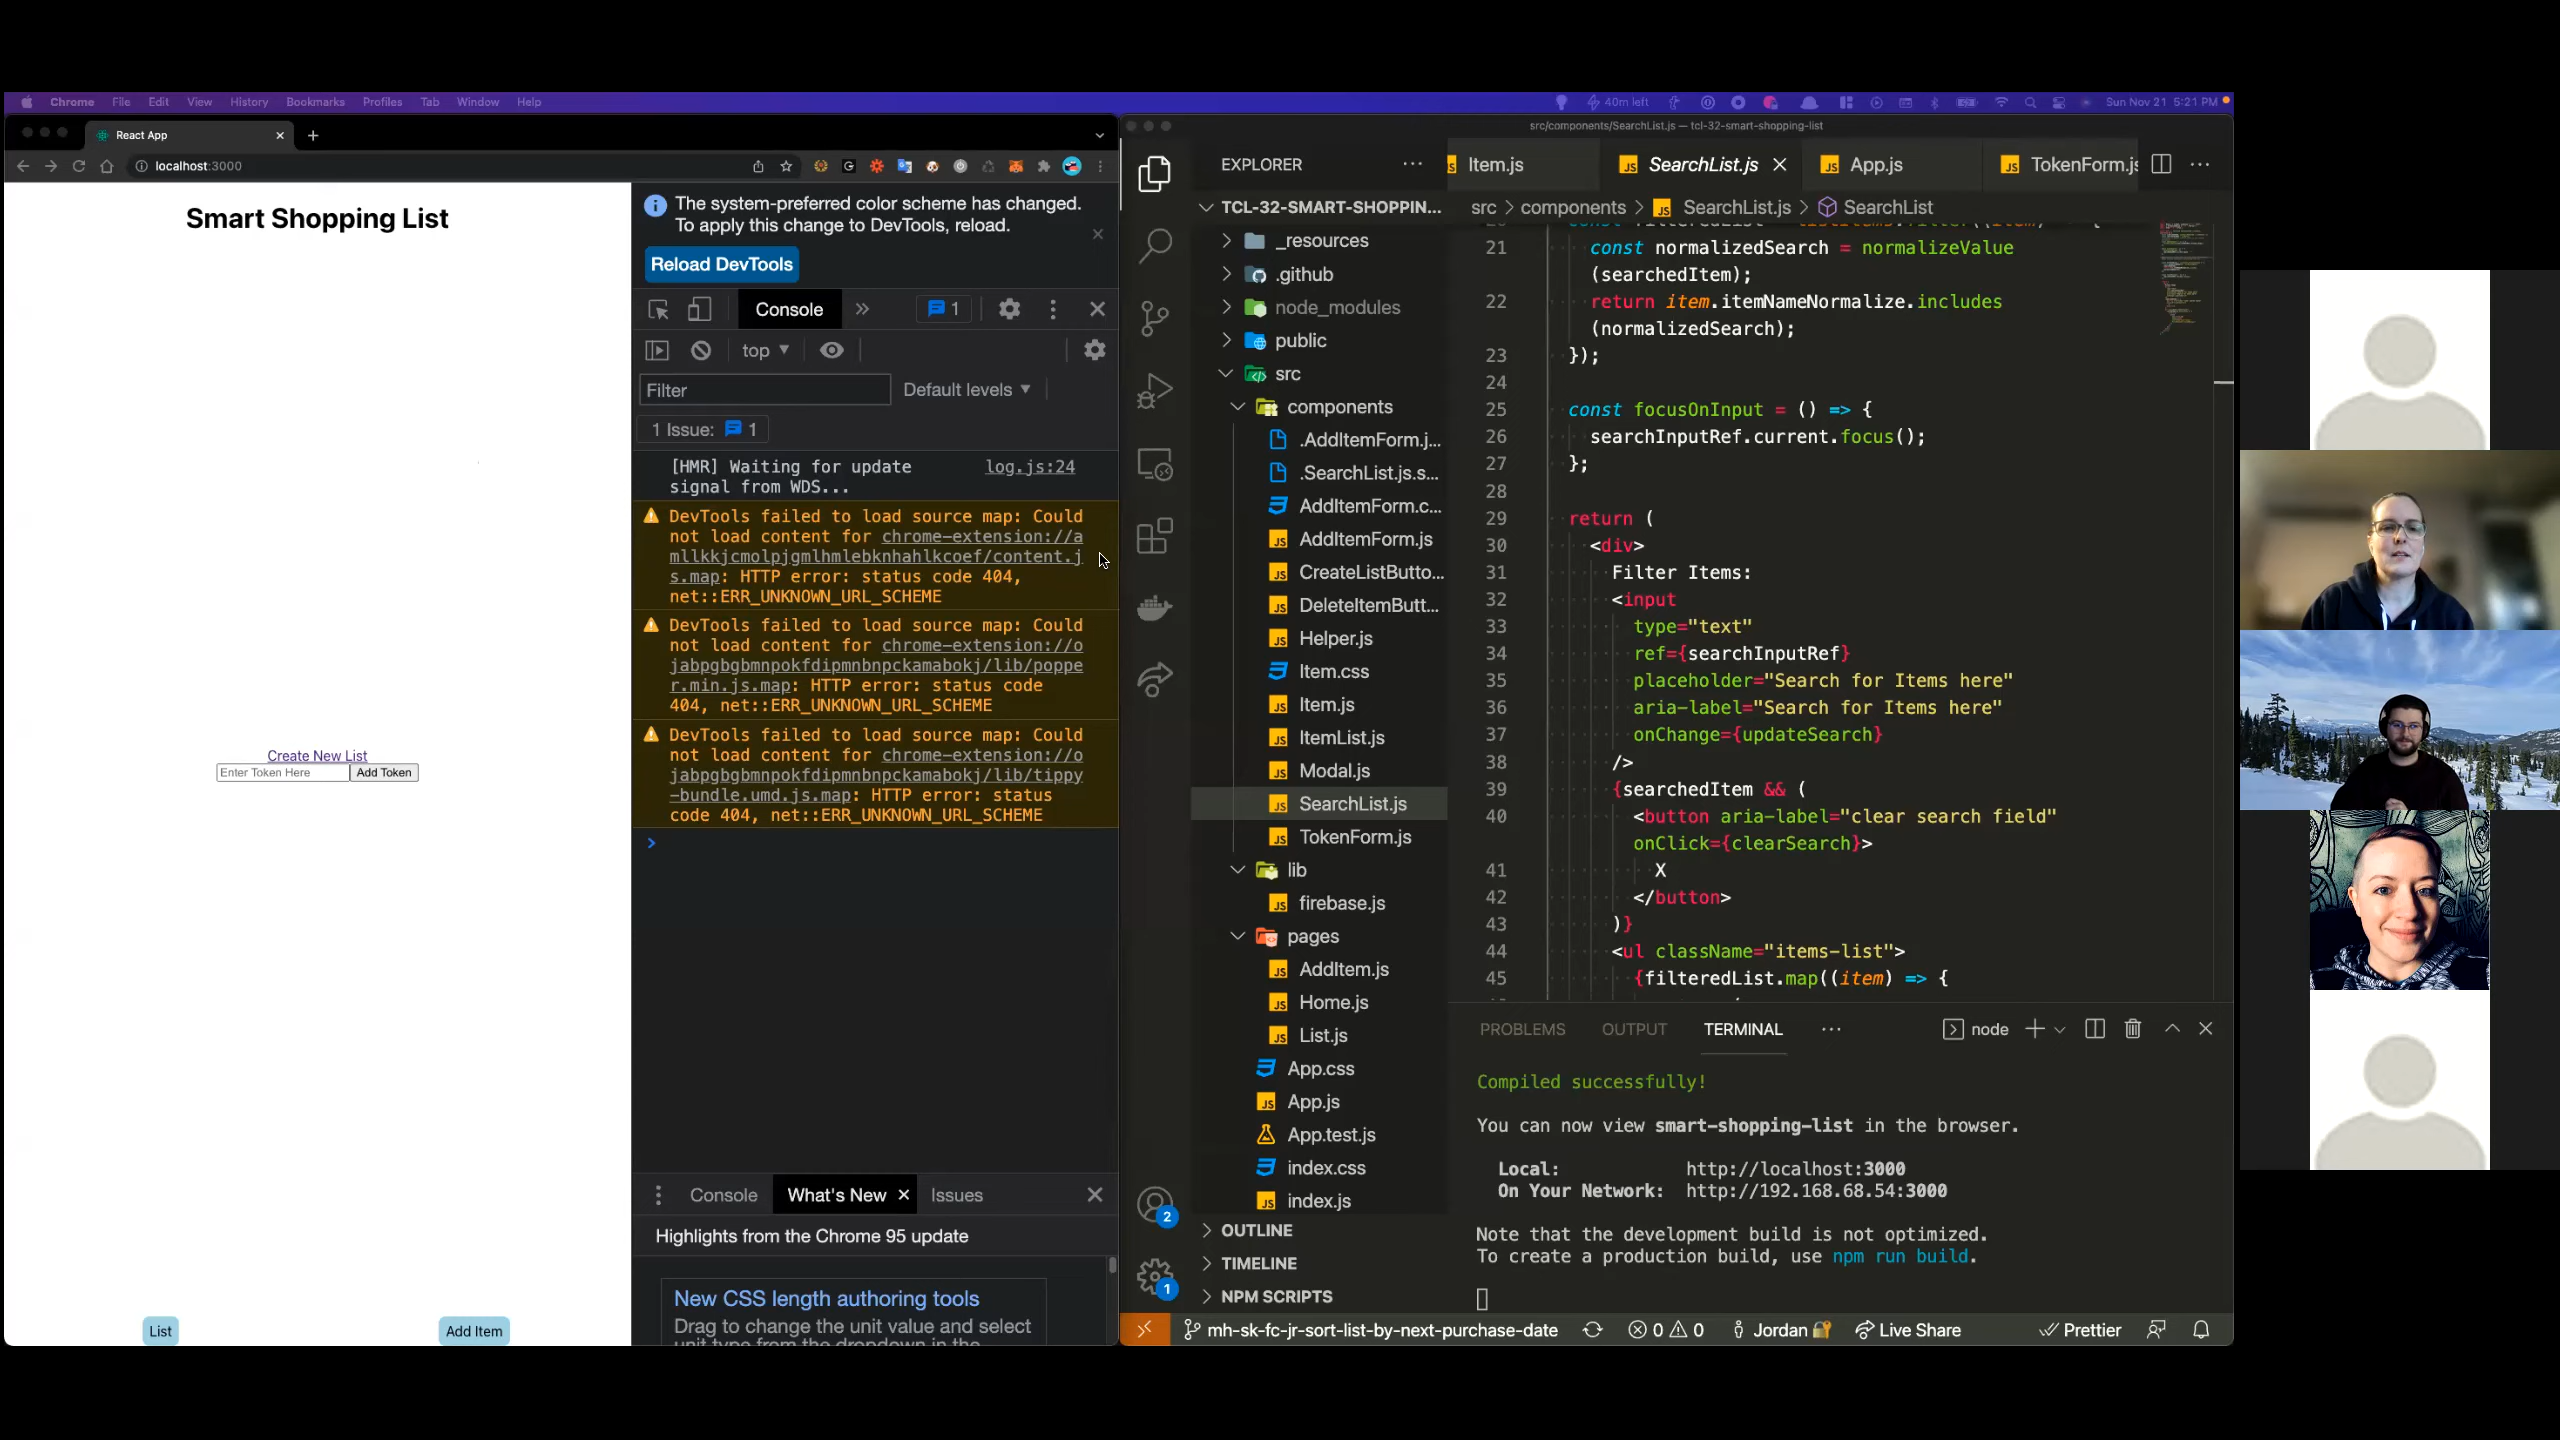 Chrome File Edit View History Bookmarks Profiles Tab Window Help
40m left
Sun Nov 21 5:21 PM
React App
localhost:3000
Smart Shopping List
Create New List
Enter Token Here
Add Token
List
Add Item
The system-preferred color scheme has changed.
To apply this change to DevTools, reload.
Reload DevTools
Console
1
top
Filter
Default levels
1 Issue: 1
[HMR] Waiting for update log.js:24
signal from WDS...
DevTools failed to load source map: Could
not load content for chrome-extension://a
mllkkjcmolpjgmlhmlebknhahlkcoef/content.j
s.map: HTTP error: status code 404,
net::ERR_UNKNOWN_URL_SCHEME
DevTools failed to load source map: Could
not load content for chrome-extension://o
jabpgbgbmnpokfdipmnbnpckamabokj/lib/poppe
r.min.js.map: HTTP error: status code
404, net::ERR_UNKNOWN_URL_SCHEME
DevTools failed to load source map: Could
not load content for chrome-extension://o
jabpgbgbmnpokfdipmnbnpckamabokj/lib/tippy
-bundle.umd.js.map: HTTP error: status
code 404, net::ERR_UNKNOWN_URL_SCHEME
Console
What's New
Issues
Highlights from the Chrome 95 update
New CSS length authoring tools
Drag to change the unit value and select
unit type from the dropdown in the
src/components/SearchList.js — tcl-32-smart-shopping-list
EXPLORER
TCL-32-SMART-SHOPPIN...
_resources
.github
node_modules
public
src
components
.AddItemForm.j...
.SearchList.js.s...
AddItemForm.c...
AddItemForm.js
CreateListButto...
DeleteItemButt...
Helper.js
Item.css
Item.js
ItemList.js
Modal.js
SearchList.js
TokenForm.js
lib
firebase.js
pages
AddItem.js
Home.js
List.js
App.css
App.js
App.test.js
index.css
index.js
OUTLINE
TIMELINE
NPM SCRIPTS
2
1
Item.js
SearchList.js
App.js
TokenForm.js
src > components > SearchList.js > SearchList
21 const normalizedSearch = normalizeValue
(searchedItem);
22 return item.itemNameNormalize.includes
(normalizedSearch);
23 });
24
25 const focusOnInput = () => {
26 searchInputRef.current.focus();
27 };
28
29 return (
30 <div>
31 Filter Items:
32 <input
33 type="text"
34 ref={searchInputRef}
35 placeholder="Search for Items here"
36 aria-label="Search for Items here"
37 onChange={updateSearch}
38 />
39 {searchedItem && (
40 <button aria-label="clear search field"
onClick={clearSearch}>
41 X
42 </button>
43 )}
44 <ul className="items-list">
45 {filteredList.map((item) => {
PROBLEMS OUTPUT TERMINAL
node
Compiled successfully!
You can now view smart-shopping-list in the browser.
Local: http://localhost:3000
On Your Network: http://192.168.68.54:3000
Note that the development build is not optimized.
To create a production build, use npm run build.
mh-sk-fc-jr-sort-list-by-next-purchase-date
0 0
Jordan
Live Share
Prettier